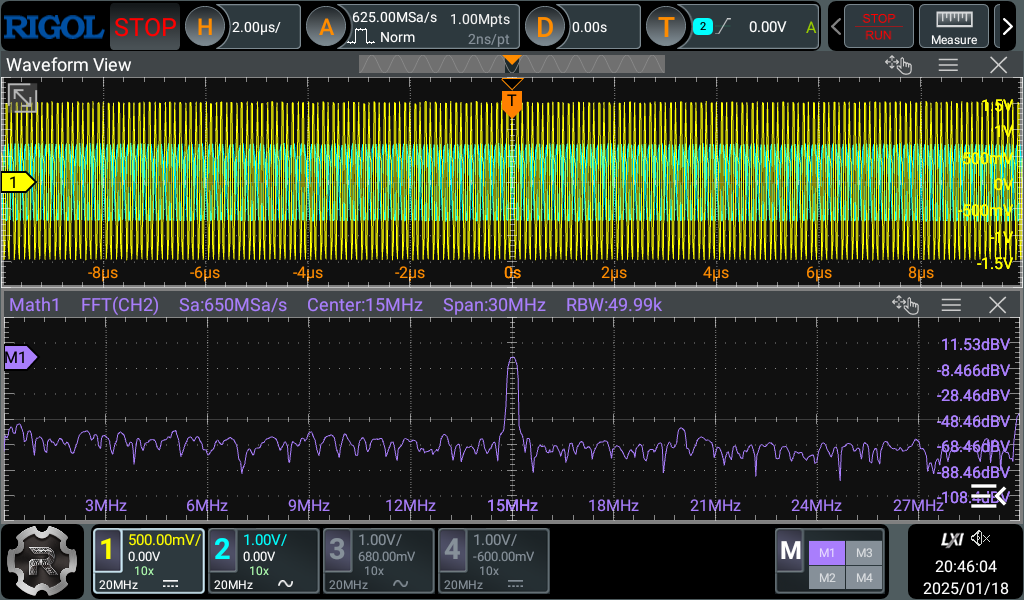 RIGOL STOP H 2.00μs/ A 625.00MSa/s 1.00Mpts Norm 2ns/pt D 0.00s T 2 0.00V A STOP RUN Measure
Waveform View
T
1.5V
1V
500mV
1
0V
-500mV
-1V
-1.5V
-8μs -6μs -4μs -2μs 0s 2μs 4μs 6μs 8μs
Math1 FFT(CH2) Sa:650MSa/s Center:15MHz Span:30MHz RBW:49.99k
11.53dBV
M1
-8.466dBV
-28.46dBV
-48.46dBV
-68.46dBV
-88.46dBV
3MHz 6MHz 9MHz 12MHz 15MHz 18MHz 21MHz 24MHz 27MHz
1 500.00mV/ 0.00V 10x 20MHz
2 1.00V/ 0.00V 10x 20MHz
3 1.00V/ 680.00mV 10x 20MHz
4 1.00V/ -600.00mV 10x 20MHz
M M1 M3 M2 M4
LXI
20:46:04
2025/01/18
R